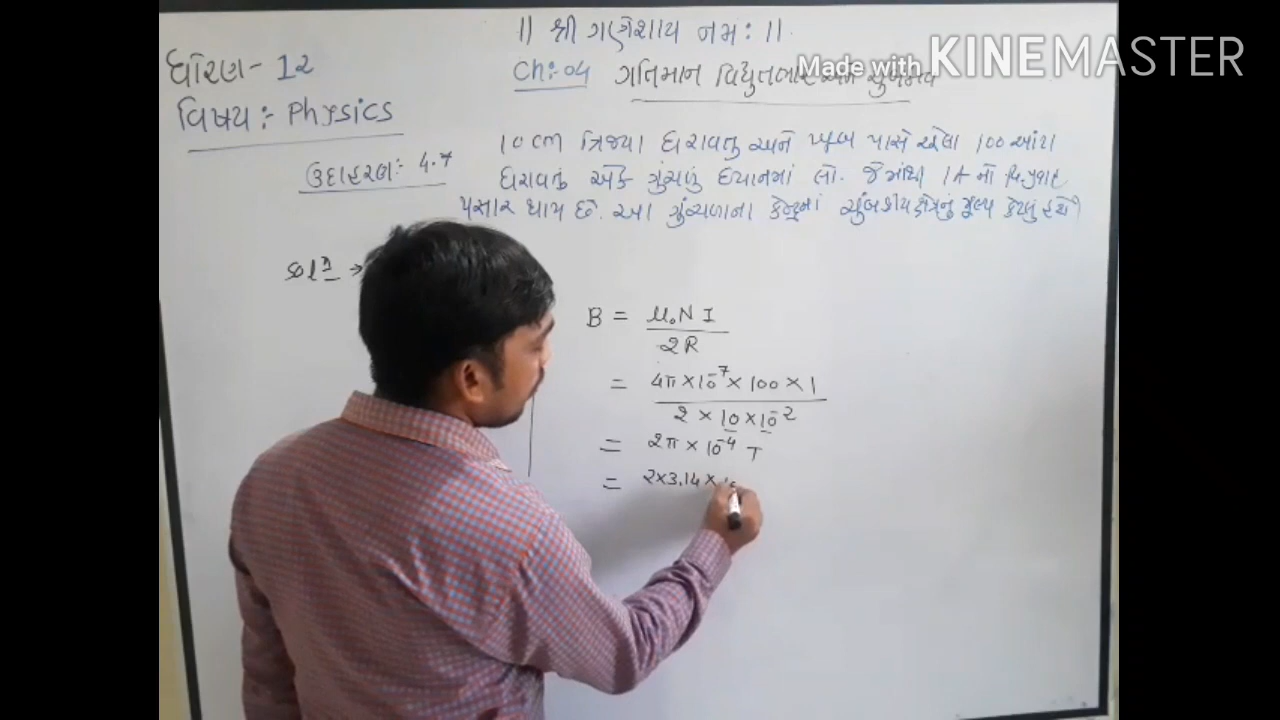 || શ્રી ગણેશાય નમઃ ||
Made with KINEMASTER
ધોરણ - 12
Ch:- 04 ગતિમાન વિદ્યુતભાર અને ચુંબકત્વ
વિષય:- Physics
ઉદાહરણ:- 4.7
10 cm ત્રિજ્યા ધરાવતુ અને ખૂબ પાસે રહેલા 100 આંટા
ધરાવતું એક ગુંચળું ધ્યાનમાં લો. જેમાંથી 1A નો વિ.પ્રવાહ
પસાર થાય છે. આ ગુંચળાના કેન્દ્રમાં ચુંબકીયક્ષેત્રનું મૂલ્ય કેટલું હશે?
Solⁿ →
B = μ₀NI / 2R
= 4π×10⁻⁷ × 100 × 1 / 2 × 10 × 10⁻²
= 2π × 10⁻⁴ T
= 2×3.14×